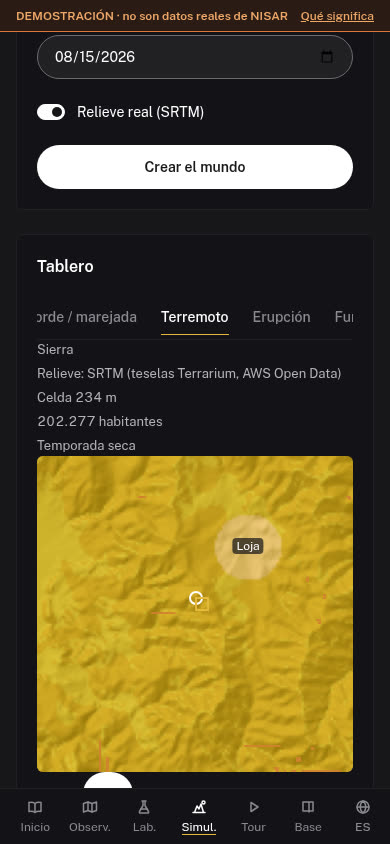 DEMOSTRACIÓN · no son datos reales de NISAR Qué significa
08/15/2026
Relieve real (SRTM)
Crear el mundo
Tablero
orde / marejada Terremoto Erupción
Sierra
Relieve: SRTM (teselas Terrarium, AWS Open Data)
Celda 234 m
202.277 habitantes
Temporada seca
Loja
Inicio Observ. Lab. Simul. Tour Base ES